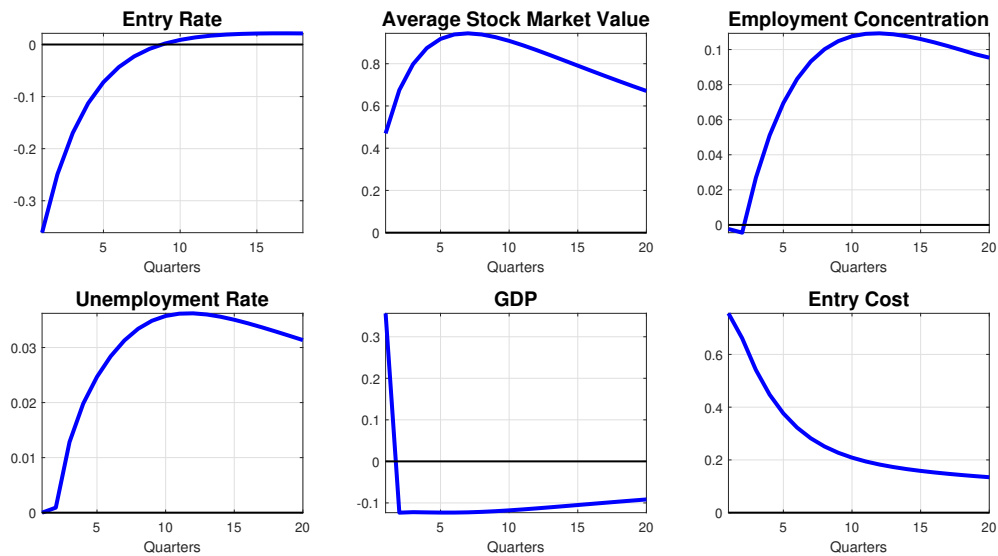 Entry Rate
0
-0.1
-0.2
-0.3
5 10 15
Quarters
Average Stock Market Value
0.8
0.6
0.4
0.2
0
5 10 15 20
Quarters
Employment Concentration
0.1
0.08
0.06
0.04
0.02
0
5 10 15 20
Quarters
Unemployment Rate
0.03
0.02
0.01
0
5 10 15 20
Quarters
GDP
0.3
0.2
0.1
0
-0.1
5 10 15 20
Quarters
Entry Cost
0.6
0.4
0.2
0
5 10 15 20
Quarters